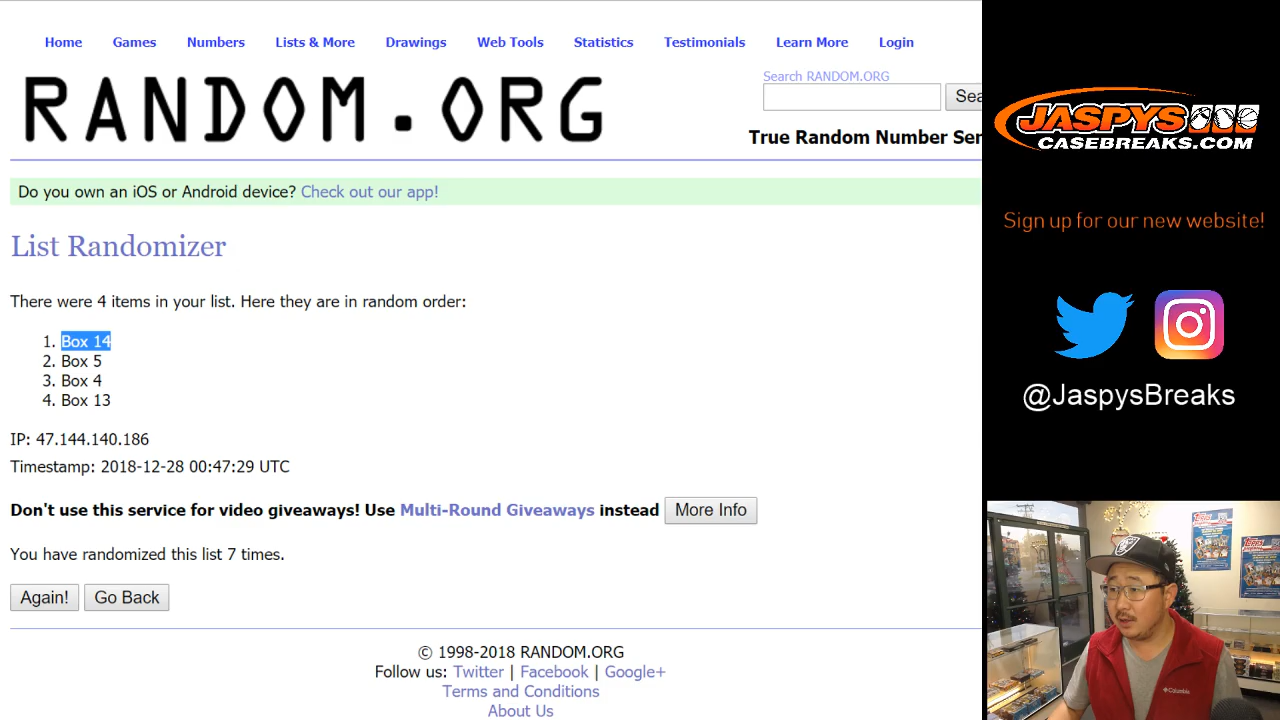 Home Games Numbers Lists & More Drawings Web Tools Statistics Testimonials Learn More Login
RANDOM.ORG
Search RANDOM.ORG
Sea
True Random Number Ser
Do you own an iOS or Android device? Check out our app!
List Randomizer
There were 4 items in your list. Here they are in random order:
1. Box 14
2. Box 5
3. Box 4
4. Box 13
IP: 47.144.140.186
Timestamp: 2018-12-28 00:47:29 UTC
Don't use this service for video giveaways! Use Multi-Round Giveaways instead More Info
You have randomized this list 7 times.
Again! Go Back
© 1998-2018 RANDOM.ORG
Follow us: Twitter | Facebook | Google+
Terms and Conditions
About Us
JASPYS
CASEBREAKS.COM
Sign up for our new website!
@JaspysBreaks
topps
Columbia